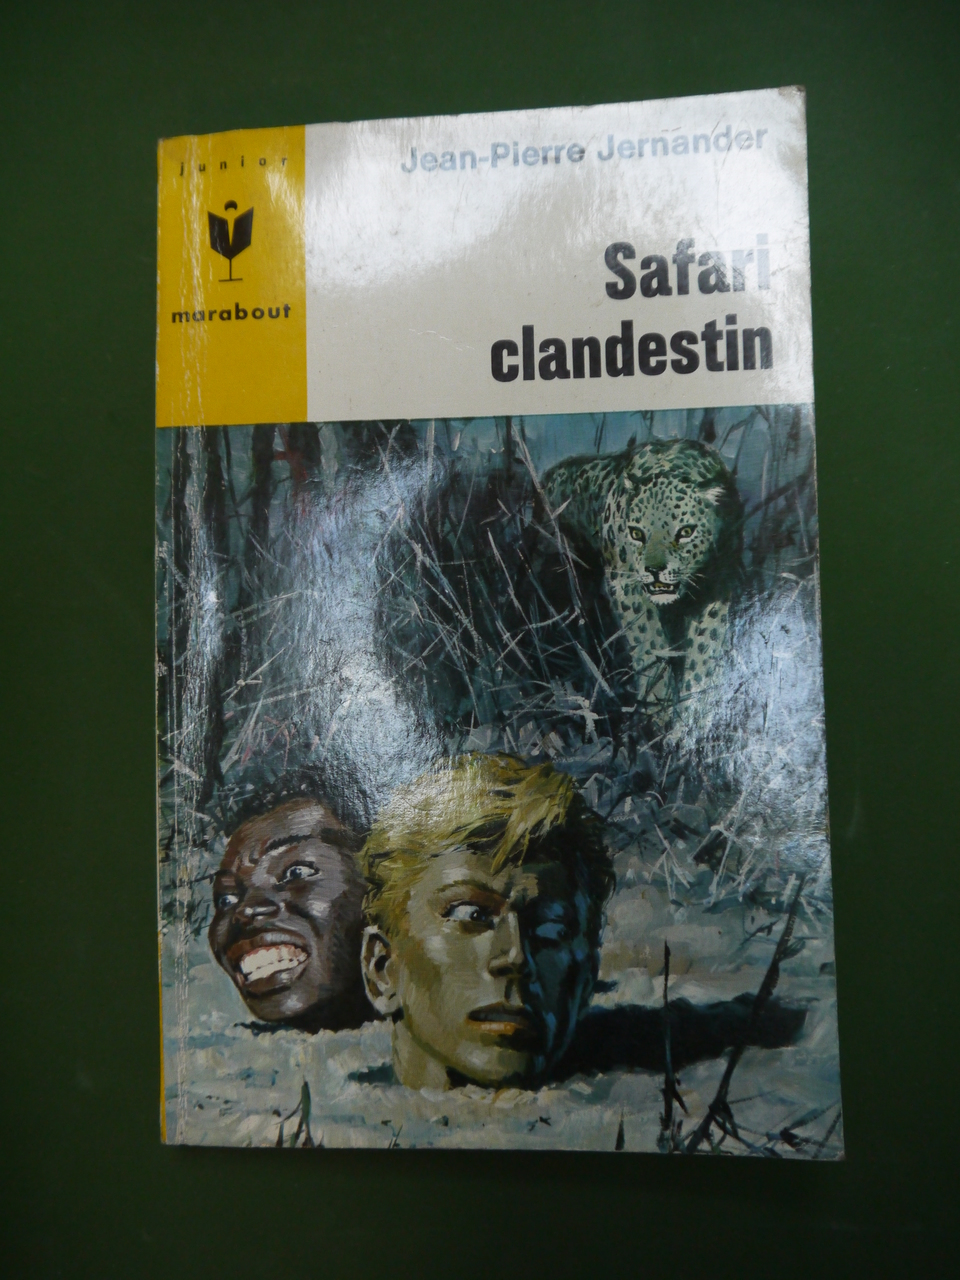 junior
marabout
Jean-Pierre Jernander
Safari
clandestin